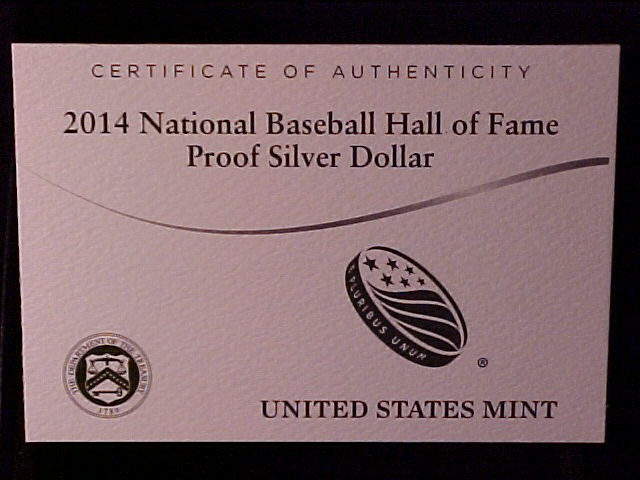 CERTIFICATE OF AUTHENTICITY
2014 National Baseball Hall of Fame
Proof Silver Dollar
E PLURIBUS UNUM
®
THE DEPARTMENT OF THE TREASURY
1789
UNITED STATES MINT